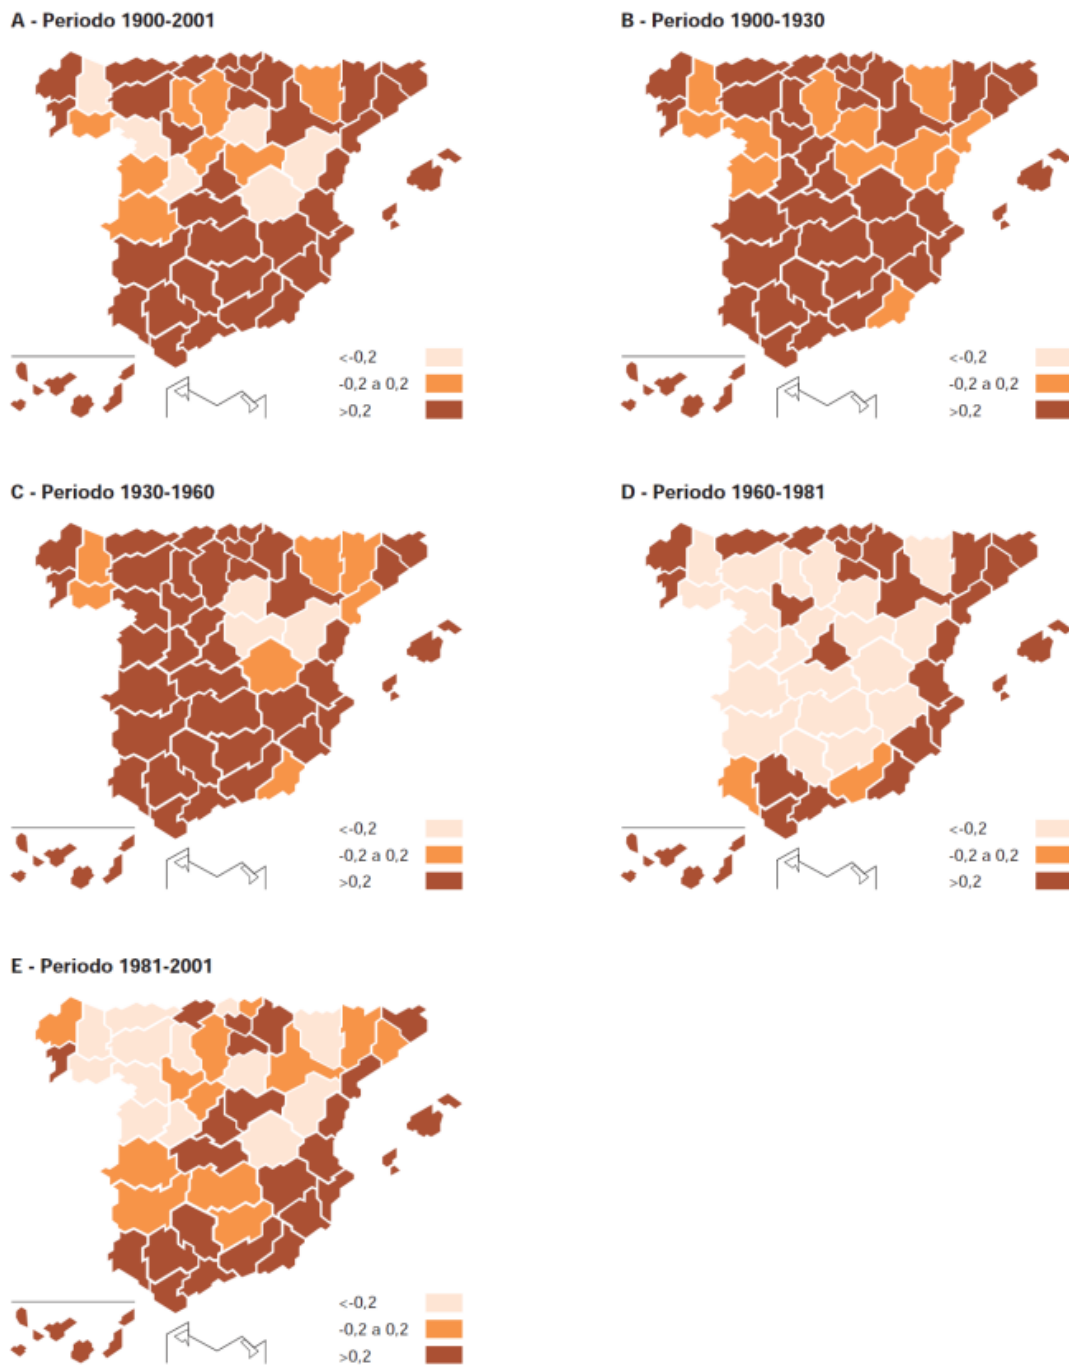 A - Periodo 1900-2001
B - Periodo 1900-1930
<-0,2
-0,2 a 0,2
>0,2
<-0,2
-0,2 a 0,2
>0,2
C - Periodo 1930-1960
D - Periodo 1960-1981
<-0,2
-0,2 a 0,2
>0,2
<-0,2
-0,2 a 0,2
>0,2
E - Periodo 1981-2001
<-0,2
-0,2 a 0,2
>0,2